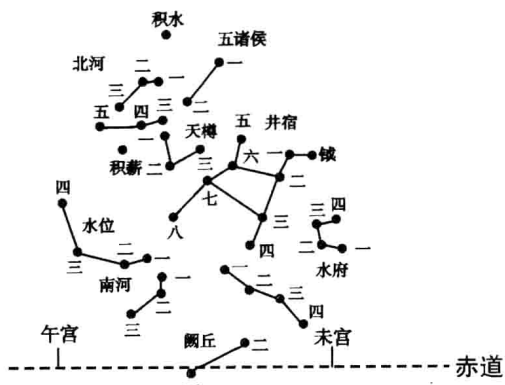 积水
五诸侯
一
北河
二 一
三
二
五 四 三
五 井宿
天樽
一
六 一 钺
积薪
二 三
二
七
四
八
三
三 四
水位
四
二 一
三
二 一
水府
南河
一
一
二
三
二
三
四
午宫
阙丘
二
未宫
赤道